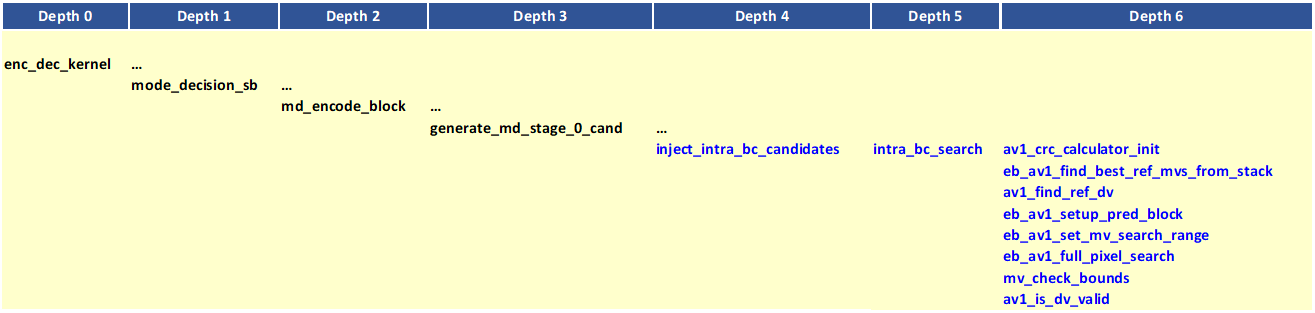 Depth 0 Depth 1 Depth 2 Depth 3 Depth 4 Depth 5 Depth 6
enc_dec_kernel ...
mode_decision_sb ...
md_encode_block ...
generate_md_stage_0_cand ...
inject_intra_bc_candidates intra_bc_search av1_crc_calculator_init
eb_av1_find_best_ref_mvs_from_stack
av1_find_ref_dv
eb_av1_setup_pred_block
eb_av1_set_mv_search_range
eb_av1_full_pixel_search
mv_check_bounds
av1_is_dv_valid